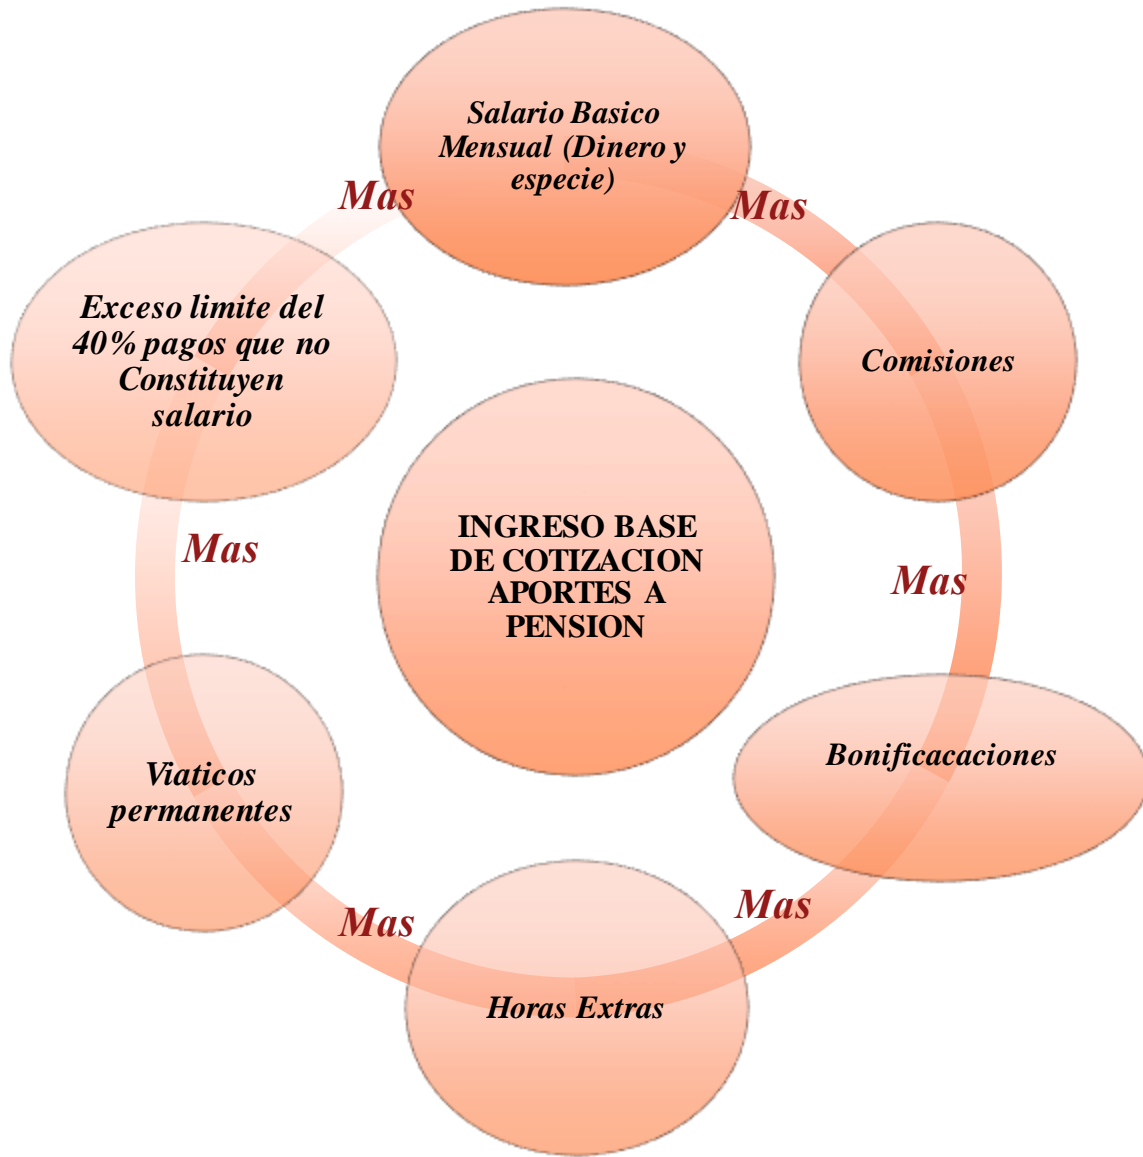 Salario Basico
Mensual (Dinero y
especie)
Mas
Mas
Comisiones
Exceso limite del
40% pagos que no
Constituyen
salario
INGRESO BASE
DE COTIZACION
APORTES A
PENSION
Mas
Mas
Bonificacaciones
Viaticos
permanentes
Mas
Mas
Horas Extras